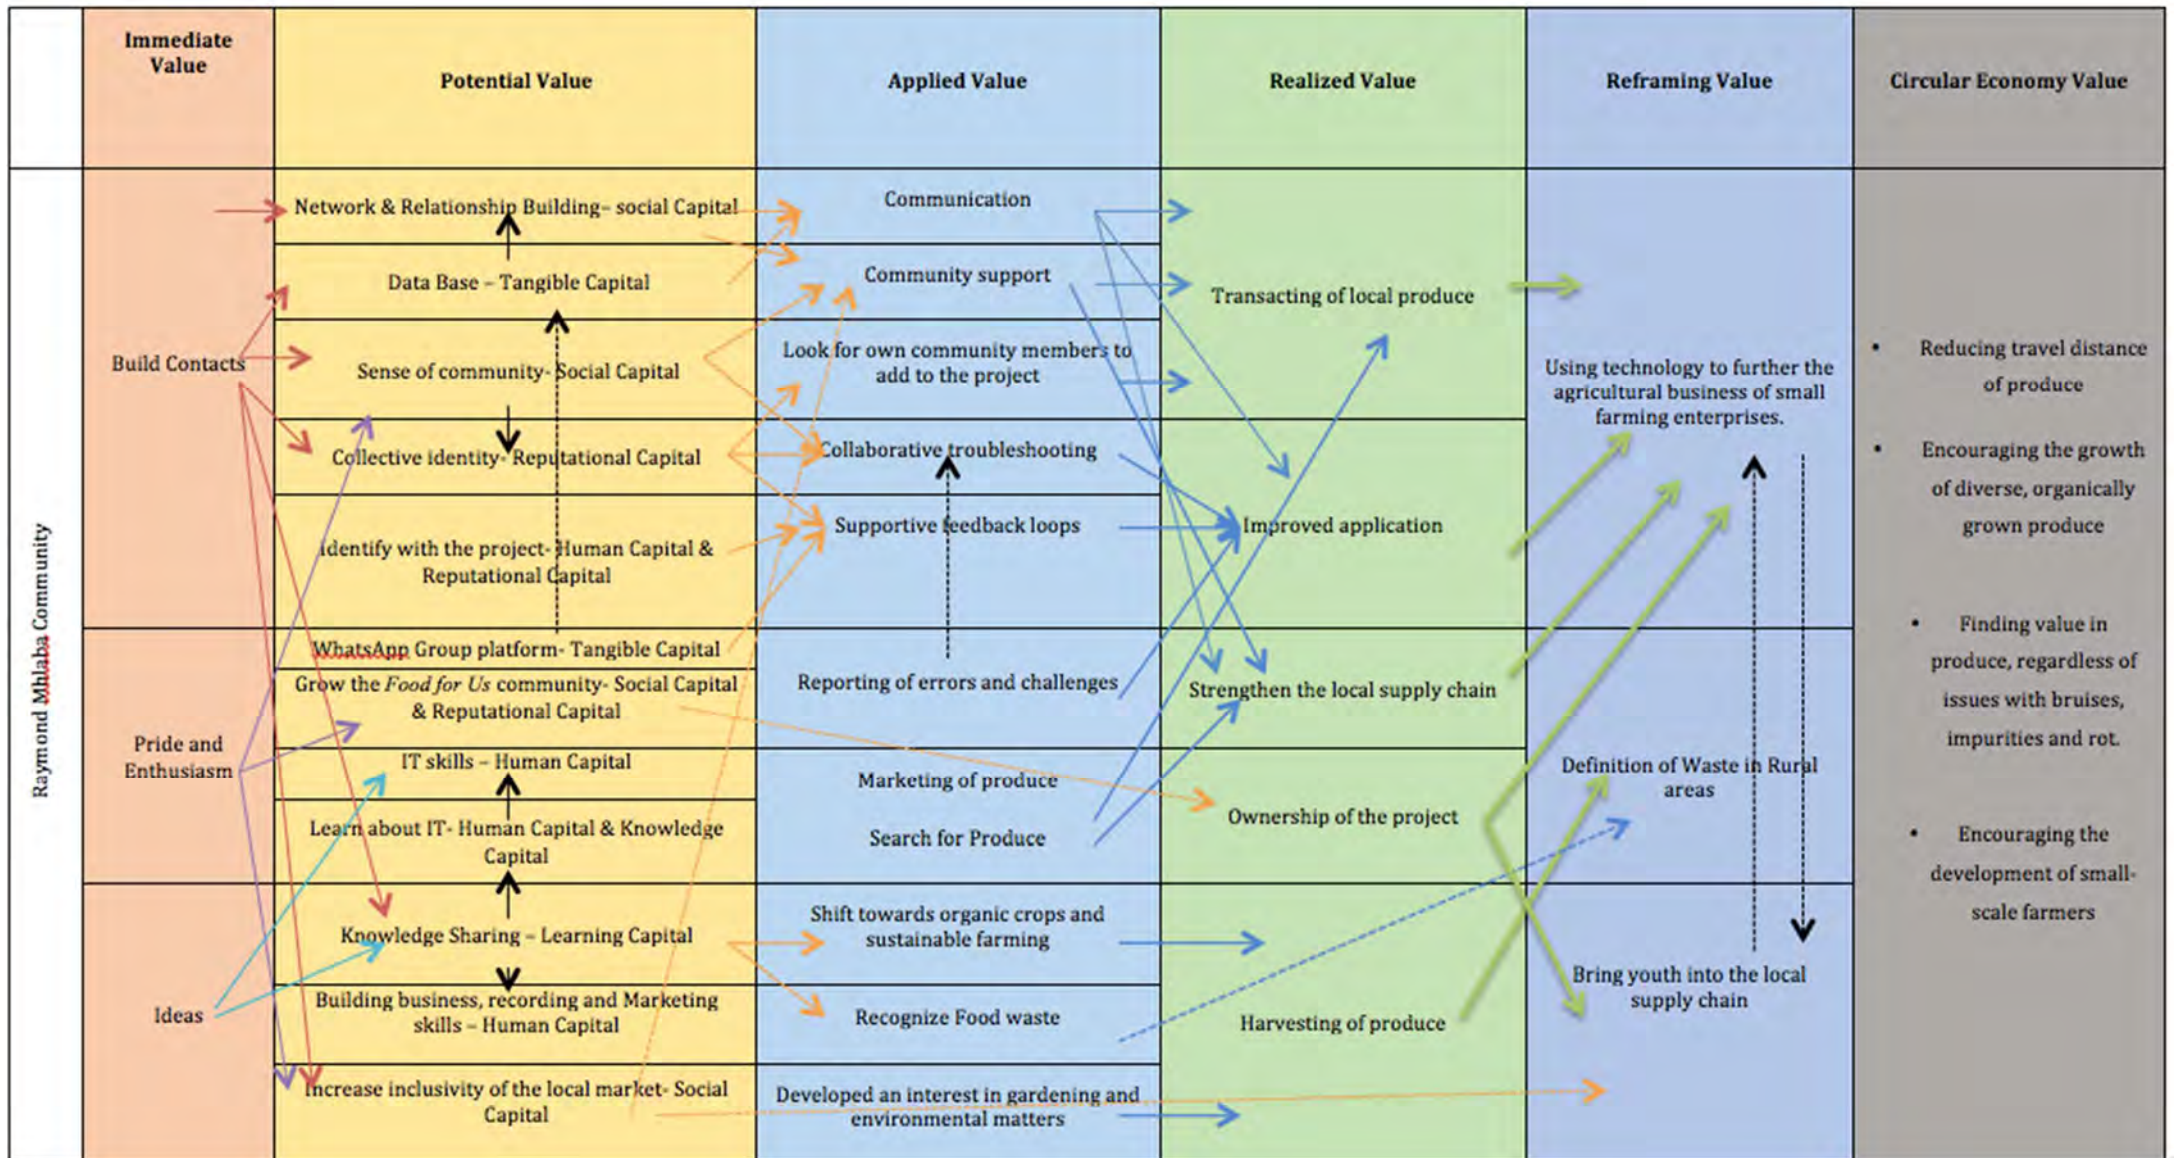 Immediate
Value
Potential Value
Applied Value
Realized Value
Reframing Value
Circular Economy Value
Raymond Mhlaba Community
Build Contacts
Pride and
Enthusiasm
Ideas
Network & Relationship Building– social Capital
Data Base – Tangible Capital
Sense of community- Social Capital
Collective identity- Reputational Capital
Identify with the project- Human Capital &
Reputational Capital
WhatsApp Group platform- Tangible Capital
Grow the Food for Us community- Social Capital
& Reputational Capital
IT skills – Human Capital
Learn about IT- Human Capital & Knowledge
Capital
Knowledge Sharing – Learning Capital
Building business, recording and Marketing
skills – Human Capital
Increase inclusivity of the local market- Social
Capital
Communication
Community support
Look for own community members to
add to the project
Collaborative troubleshooting
Supportive feedback loops
Reporting of errors and challenges
Marketing of produce
Search for Produce
Shift towards organic crops and
sustainable farming
Recognize Food waste
Developed an interest in gardening and
environmental matters
Transacting of local produce
Improved application
Strengthen the local supply chain
Ownership of the project
Harvesting of produce
Using technology to further the
agricultural business of small
farming enterprises.
Definition of Waste in Rural
areas
Bring youth into the local
supply chain
• Reducing travel distance
of produce
• Encouraging the growth
of diverse, organically
grown produce
• Finding value in
produce, regardless of
issues with bruises,
impurities and rot.
• Encouraging the
development of small-
scale farmers